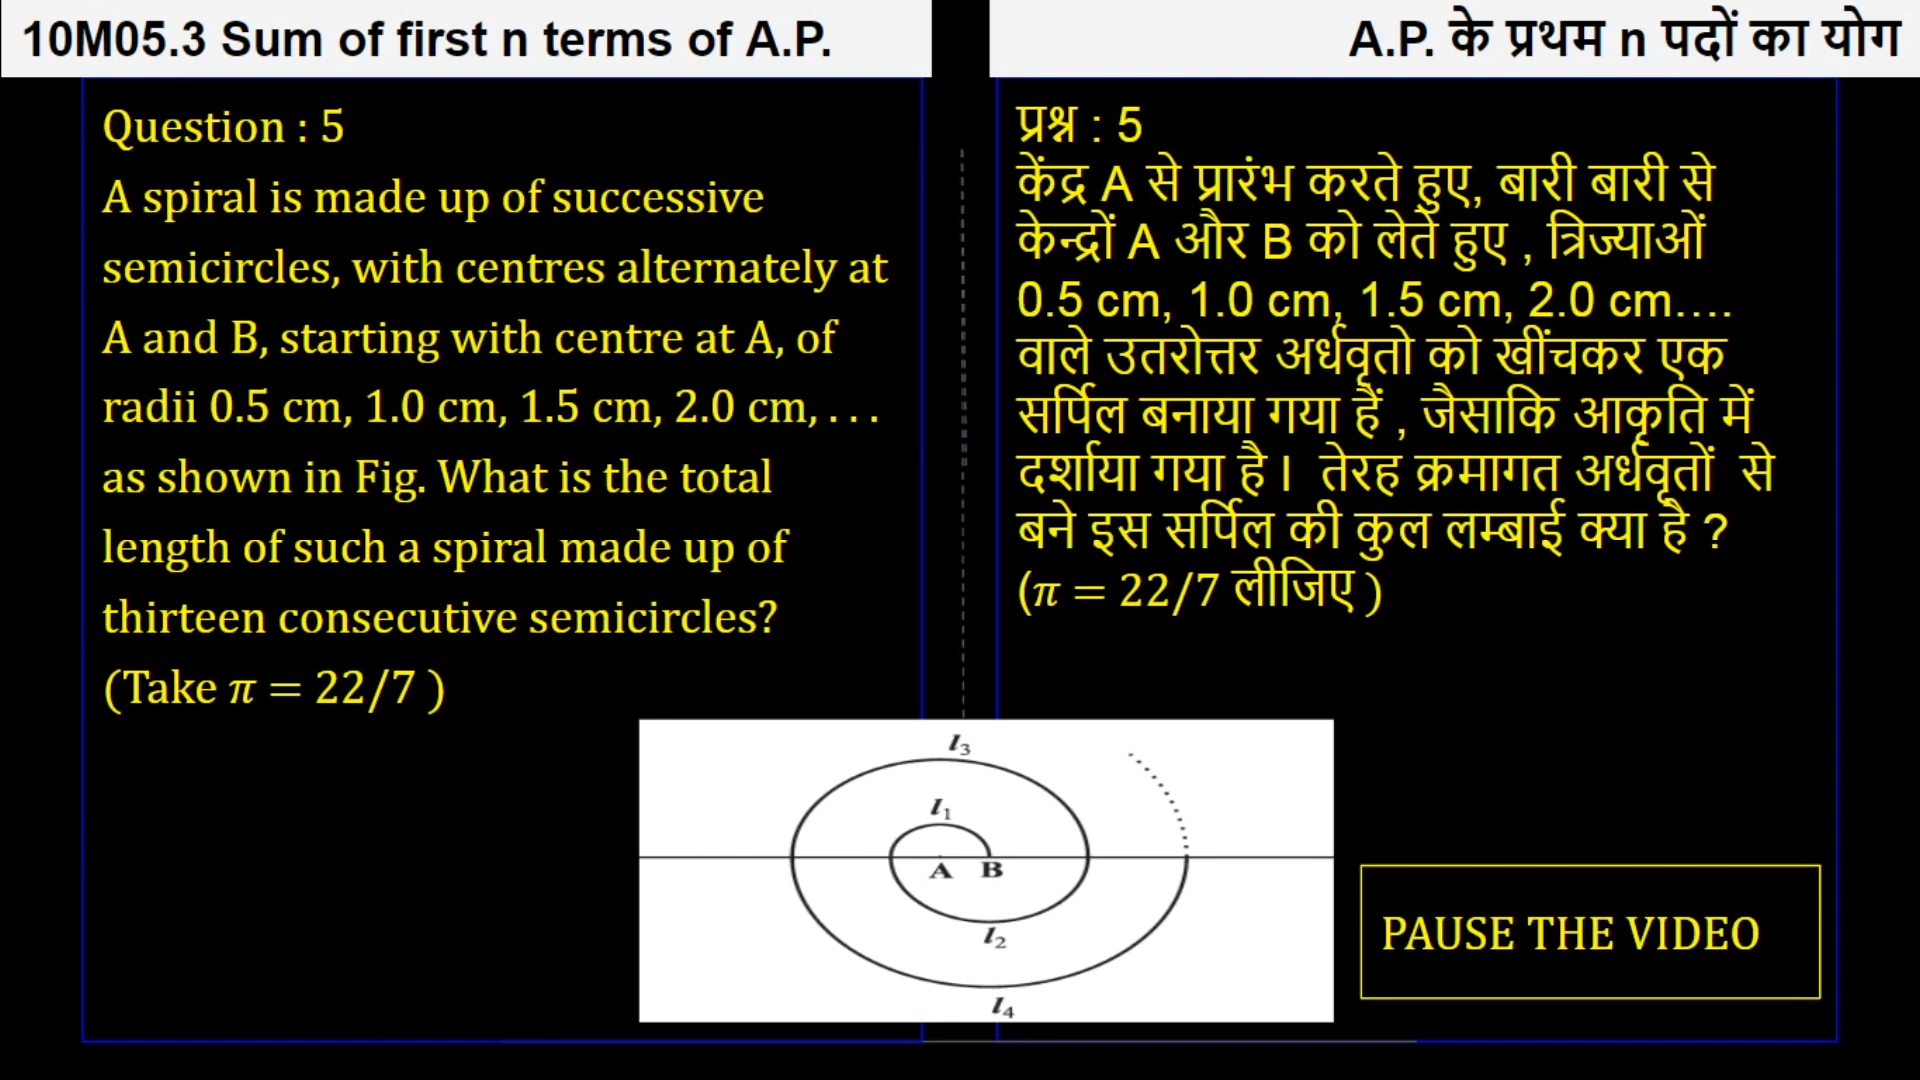 10M05.3 Sum of first n terms of A.P.
A.P. के प्रथम n पदों का योग
Question : 5
A spiral is made up of successive
semicircles, with centres alternately at
A and B, starting with centre at A, of
radii 0.5 cm, 1.0 cm, 1.5 cm, 2.0 cm, . . .
as shown in Fig. What is the total
length of such a spiral made up of
thirteen consecutive semicircles?
(Take π = 22/7 )
प्रश्न : 5
केंद्र A से प्रारंभ करते हुए, बारी बारी से
केन्द्रों A और B को लेते हुए , त्रिज्याओं
0.5 cm, 1.0 cm, 1.5 cm, 2.0 cm....
वाले उतरोत्तर अर्धवृतो को खींचकर एक
सर्पिल बनाया गया हैं , जैसाकि आकृति में
दर्शाया गया है। तेरह क्रमागत अर्धवृतों से
बने इस सर्पिल की कुल लम्बाई क्या है ?
(π = 22/7 लीजिए )
l₃
l₁
A B
l₂
l₄
PAUSE THE VIDEO